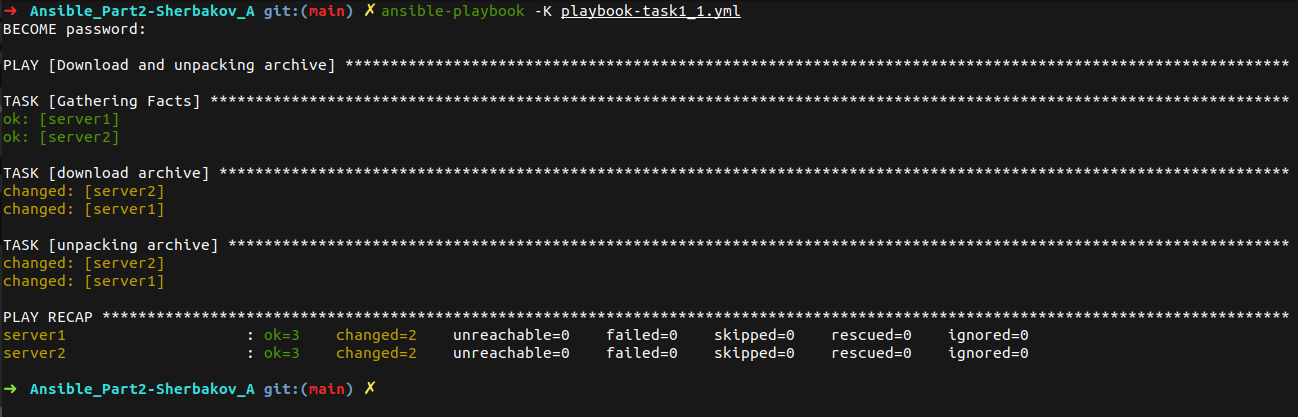 ➜  Ansible_Part2-Sherbakov_A git:(main) ✗ ansible-playbook -K playbook-task1_1.yml
BECOME password:
PLAY [Download and unpacking archive] *********************************************************************************************************
TASK [Gathering Facts] ************************************************************************************************************************
ok: [server1]
ok: [server2]
TASK [download archive] ***********************************************************************************************************************
changed: [server2]
changed: [server1]
TASK [unpacking archive] **********************************************************************************************************************
changed: [server2]
changed: [server1]
PLAY RECAP ************************************************************************************************************************************
server1                    : ok=3    changed=2    unreachable=0    failed=0    skipped=0    rescued=0    ignored=0
server2                    : ok=3    changed=2    unreachable=0    failed=0    skipped=0    rescued=0    ignored=0
➜  Ansible_Part2-Sherbakov_A git:(main) ✗